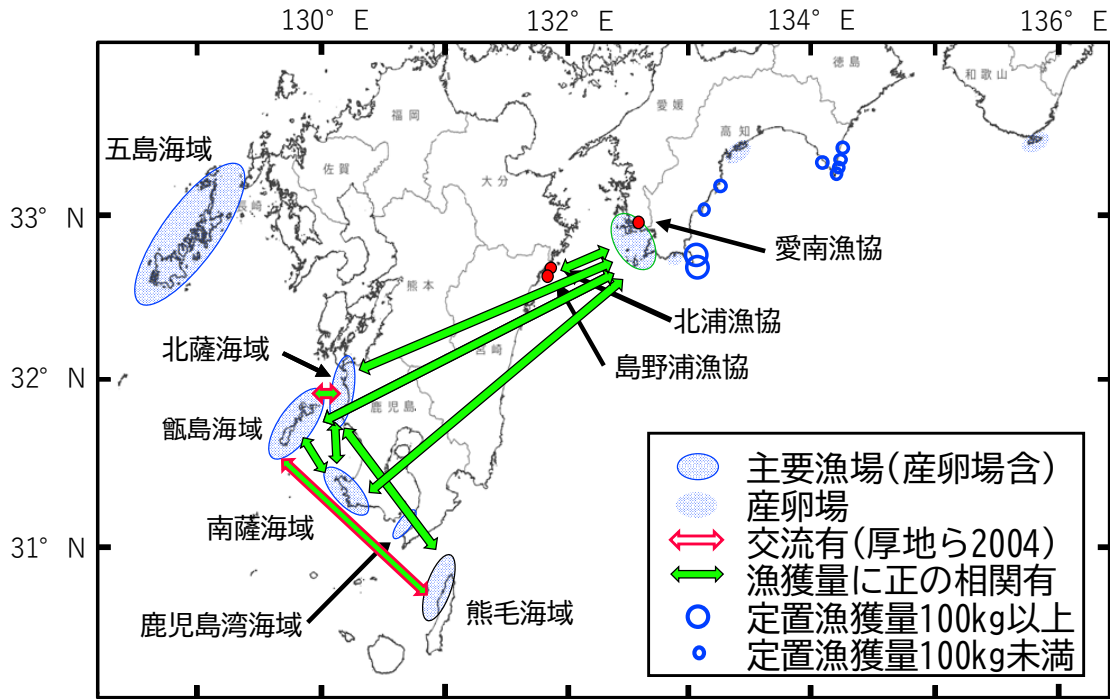 130° E
132° E
134° E
136° E
徳島
和歌山
愛媛
福岡
高知
五島海域
佐賀
大分
長崎
33° N
愛南漁協
熊本
北浦漁協
北薩海域
宮崎
島野浦漁協
32° N
鹿児島
甑島海域
主要漁場(産卵場含)
産卵場
南薩海域
31° N
交流有(厚地ら2004)
漁獲量に正の相関有
鹿児島湾海域
熊毛海域
定置漁獲量100kg以上
定置漁獲量100kg未満